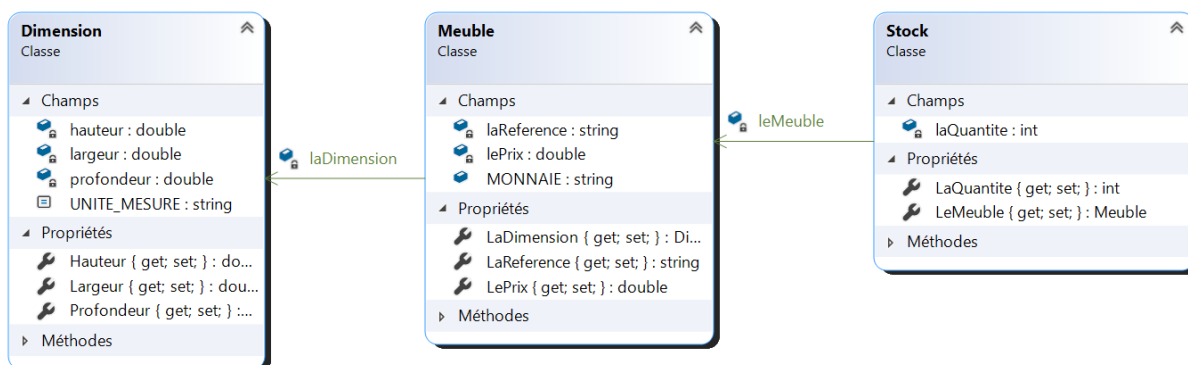 Dimension
Classe
Champs
hauteur : double
largeur : double
profondeur : double
UNITE_MESURE : string
Propriétés
Hauteur { get; set; } : do...
Largeur { get; set; } : dou...
Profondeur { get; set; } :...
Méthodes
laDimension
Meuble
Classe
Champs
laReference : string
lePrix : double
MONNAIE : string
Propriétés
LaDimension { get; set; } : Di...
LaReference { get; set; } : string
LePrix { get; set; } : double
Méthodes
leMeuble
Stock
Classe
Champs
laQuantite : int
Propriétés
LaQuantite { get; set; } : int
LeMeuble { get; set; } : Meuble
Méthodes